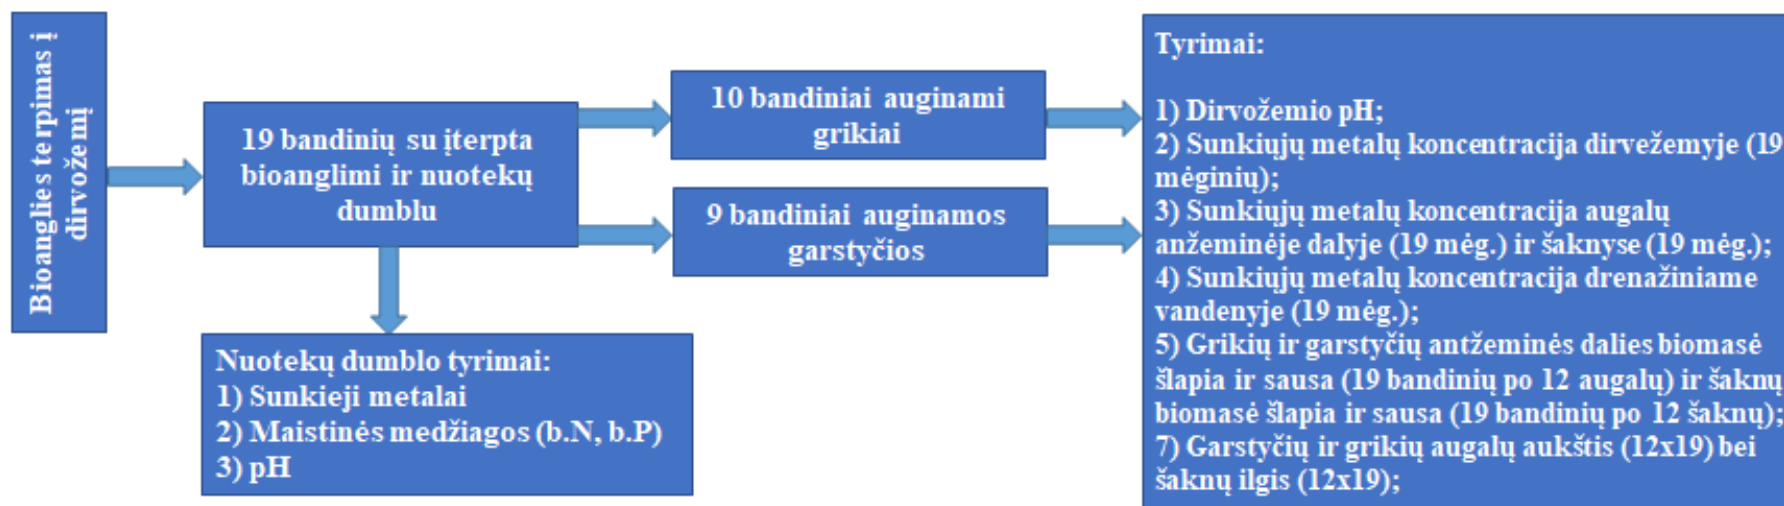 Bioanglies terpimas į
dirvožemį
19 bandinių su įterpta
bioanglimi ir nuotekų
dumblu
10 bandiniai auginami
grikiai
9 bandiniai auginamos
garstyčios
Nuotekų dumblo tyrimai:
1) Sunkieji metalai
2) Maistinės medžiagos (b.N, b.P)
3) pH
Tyrimai:
1) Dirvožemio pH;
2) Sunkiųjų metalų koncentracija dirvežemyje (19
mėginių);
3) Sunkiųjų metalų koncentracija augalų
anžeminėje dalyje (19 mėg.) ir šaknyse (19 mėg.);
4) Sunkiųjų metalų koncentracija drenažiniame
vandenyje (19 mėg.);
5) Grikių ir garstyčių antžeminės dalies biomasė
šlapia ir sausa (19 bandinių po 12 augalų) ir šaknų
biomasė šlapia ir sausa (19 bandinių po 12 šaknų);
7) Garstyčių ir grikių augalų aukštis (12x19) bei
šaknų ilgis (12x19);